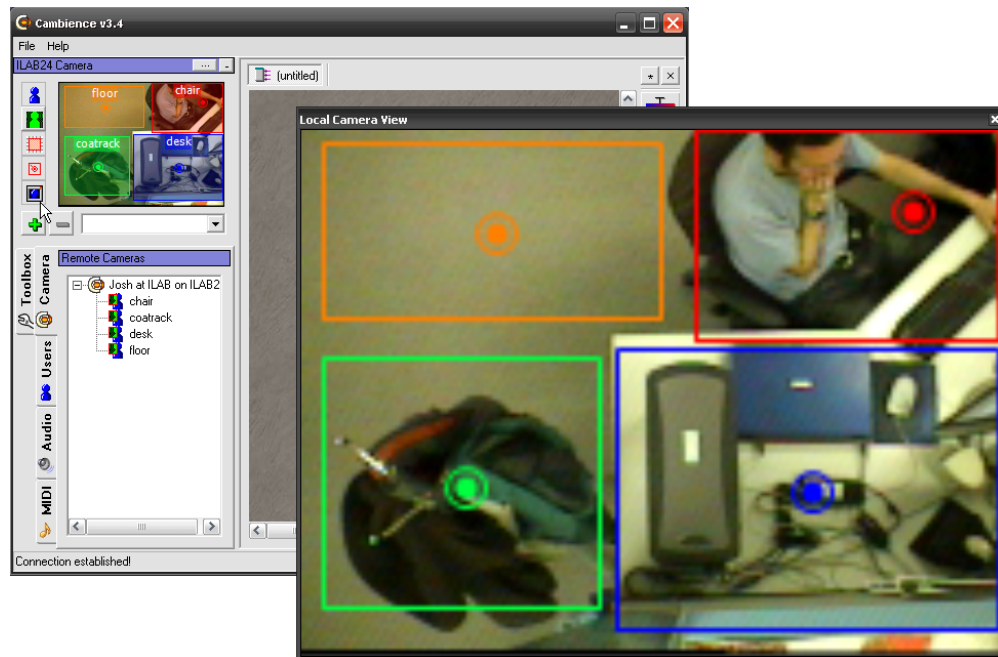 Cambience v3.4
File Help
ILAB24 Camera
...
-
(untitled)
floor
chair
coatrack
desk
Local Camera View
Remote Cameras
Josh at ILAB on ILAB2
chair
coatrack
desk
floor
Toolbox
Camera
Users
Audio
MIDI
Connection established!